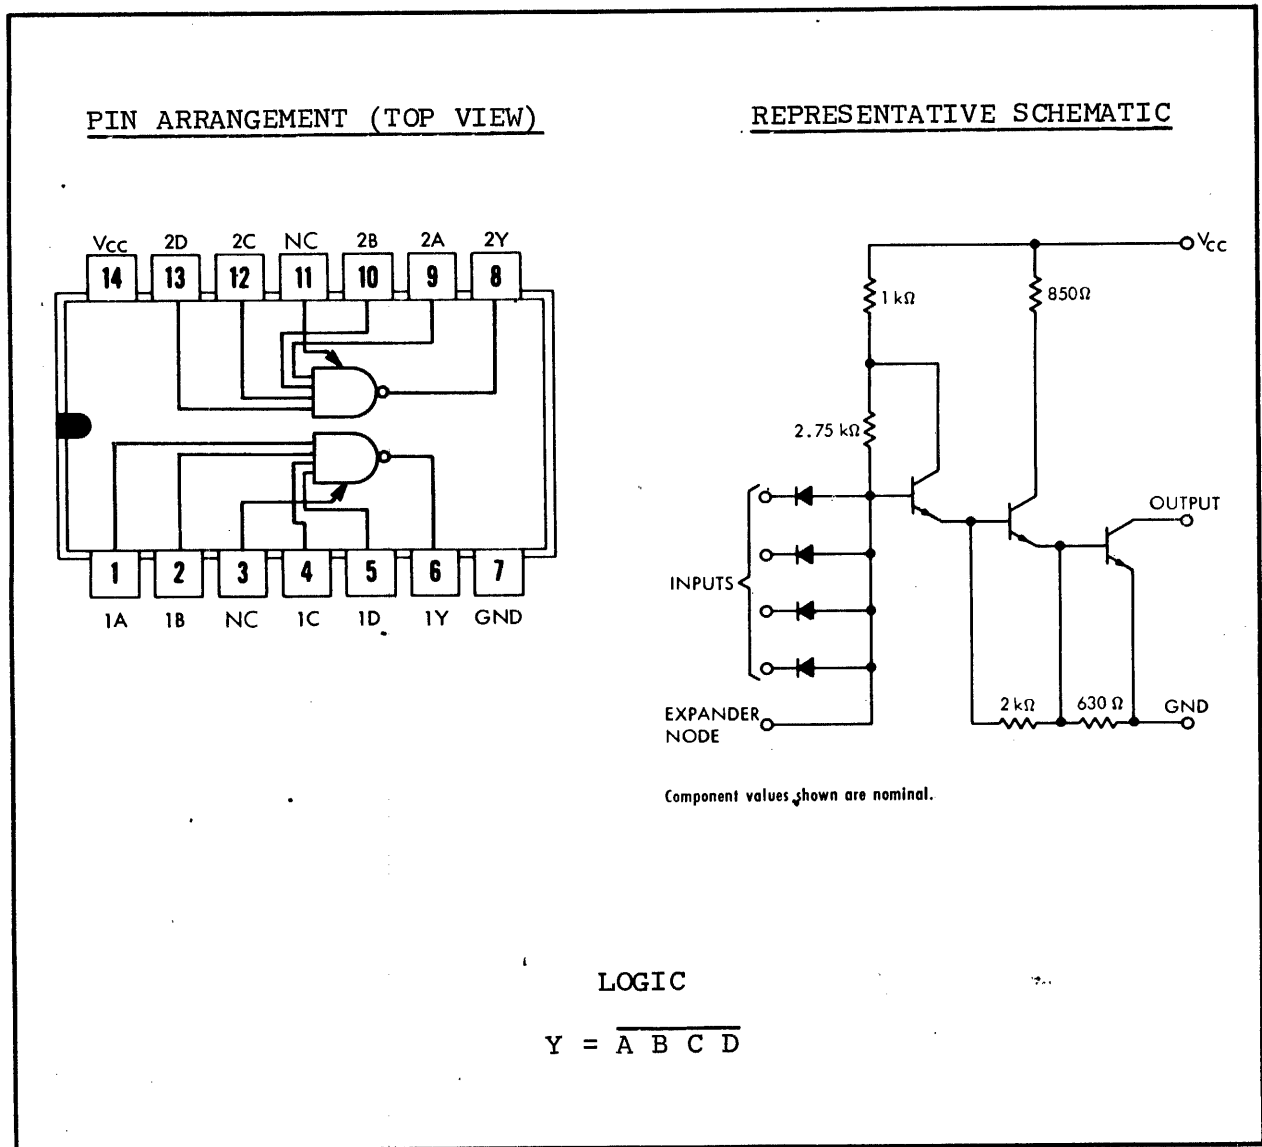 PIN ARRANGEMENT (TOP VIEW)
VCC 2D 2C NC 2B 2A 2Y
14 13 12 11 10 9 8
1 2 3 4 5 6 7
1A 1B NC 1C 1D 1Y GND
REPRESENTATIVE SCHEMATIC
VCC
1 kΩ
850Ω
2.75 kΩ
OUTPUT
INPUTS
EXPANDER
NODE
2 kΩ
630 Ω
GND
Component values shown are nominal.
LOGIC
Y = A B C D